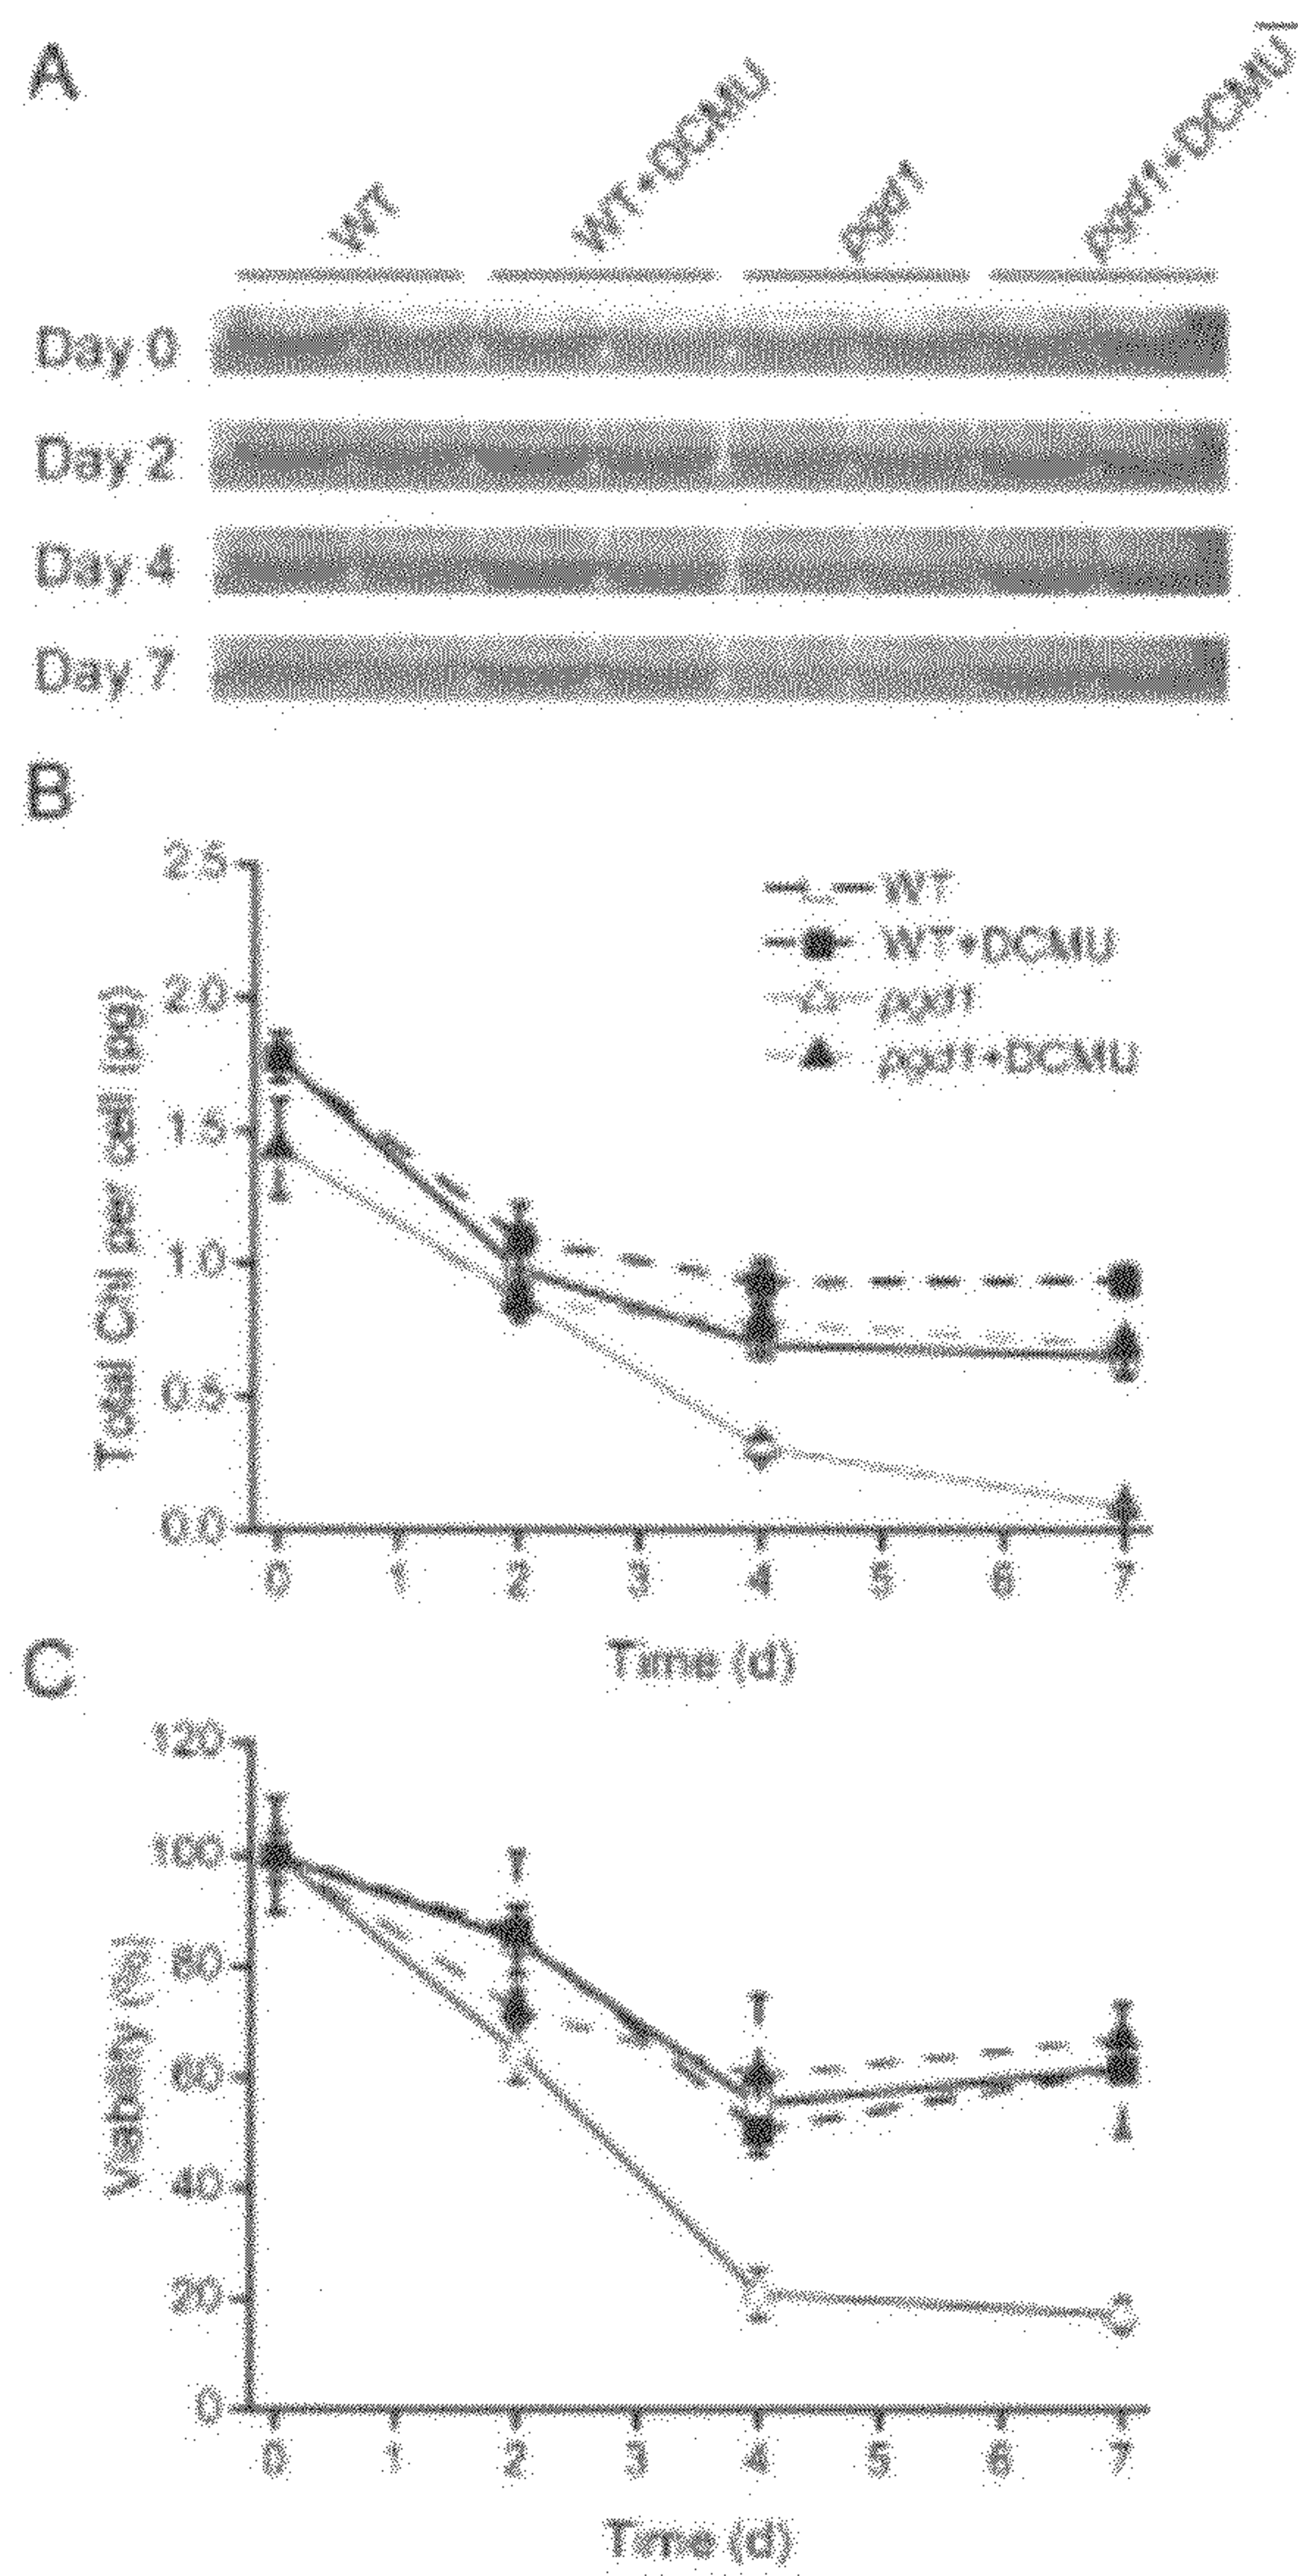 A
WT
WT+DCMU
pgd1
pgd1+DCMU
Day 0
Day 2
Day 4
Day 7
B
2.5
2.0
1.5
1.0
0.5
0.0
Total Chl per cell (pg)
WT
WT+DCMU
pgd1
pgd1+DCMU
0 1 2 3 4 5 6 7
Time (d)
C
120
100
80
60
40
20
0
Viability (%)
0 1 2 3 4 5 6 7
Time (d)